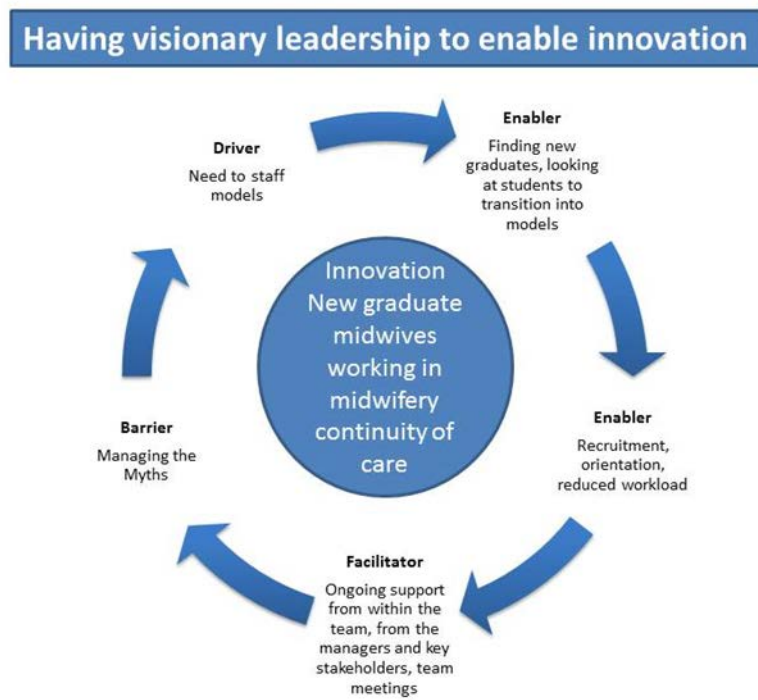 Having visionary leadership to enable innovation
Driver
Need to staff
models
Enabler
Finding new
graduates, looking
at students to
transition into
models
Enabler
Recruitment,
orientation,
reduced workload
Facilitator
Ongoing support
from within the
team, from the
managers and key
stakeholders, team
meetings
Barrier
Managing the
Myths
Innovation
New graduate
midwives
working in
midwifery
continuity of
care